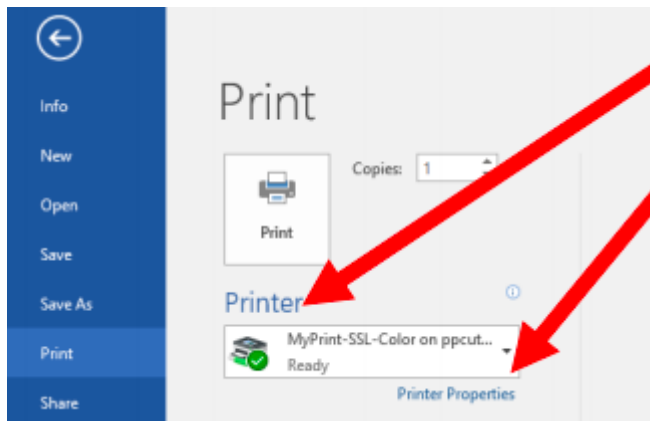 Info
New
Open
Save
Save As
Print
Share
Print
Copies: 1
Print
Printer
MyPrint-SSL-Color on ppcut...
Ready
Printer Properties